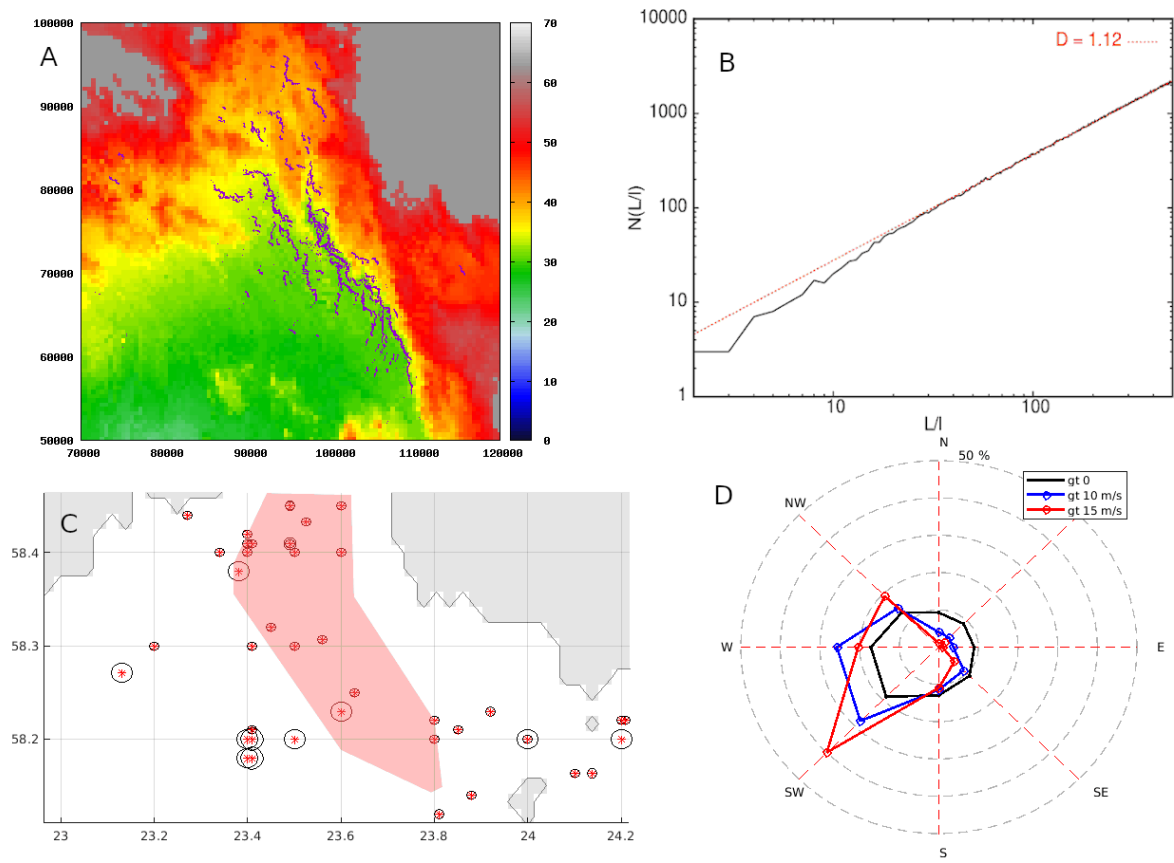 A
100000
90000
80000
70000
60000
50000
70000 80000 90000 100000 110000 120000
70
60
50
40
30
20
10
0
B
D = 1.12
10000
1000
100
10
1
N(L/l)
10 100
L/l
C
58.4
58.3
58.2
23 23.2 23.4 23.6 23.8 24 24.2
D
N
50 %
gt 0
gt 10 m/s
gt 15 m/s
NW
W
E
SW
SE
S